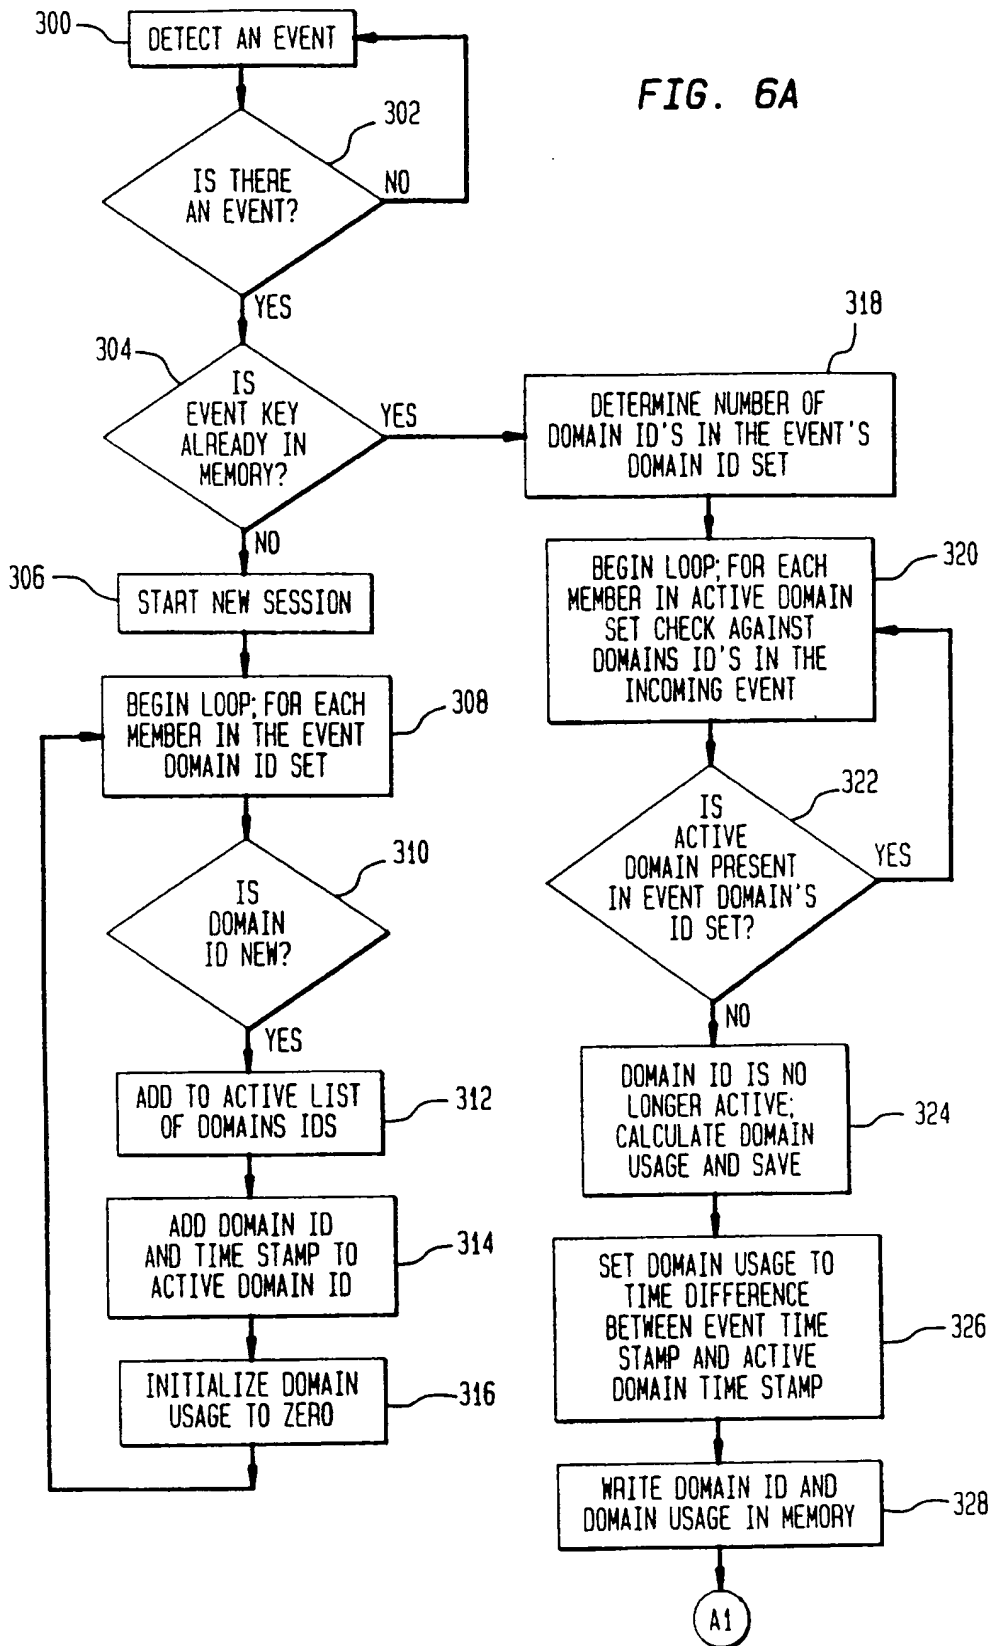 FIG. 6A
300
DETECT AN EVENT
302
IS THERE
AN EVENT?
NO
YES
304
IS
EVENT KEY
ALREADY IN
MEMORY?
YES
NO
306
START NEW SESSION
308
BEGIN LOOP; FOR EACH
MEMBER IN THE EVENT
DOMAIN ID SET
310
IS
DOMAIN
ID NEW?
YES
312
ADD TO ACTIVE LIST
OF DOMAINS IDS
314
ADD DOMAIN ID
AND TIME STAMP TO
ACTIVE DOMAIN ID
316
INITIALIZE DOMAIN
USAGE TO ZERO
318
DETERMINE NUMBER OF
DOMAIN ID'S IN THE EVENT'S
DOMAIN ID SET
320
BEGIN LOOP; FOR EACH
MEMBER IN ACTIVE DOMAIN
SET CHECK AGAINST
DOMAINS ID'S IN THE
INCOMING EVENT
322
IS
ACTIVE
DOMAIN PRESENT
IN EVENT DOMAIN'S
ID SET?
YES
NO
324
DOMAIN ID IS NO
LONGER ACTIVE;
CALCULATE DOMAIN
USAGE AND SAVE
326
SET DOMAIN USAGE TO
TIME DIFFERENCE
BETWEEN EVENT TIME
STAMP AND ACTIVE
DOMAIN TIME STAMP
328
WRITE DOMAIN ID AND
DOMAIN USAGE IN MEMORY
A1